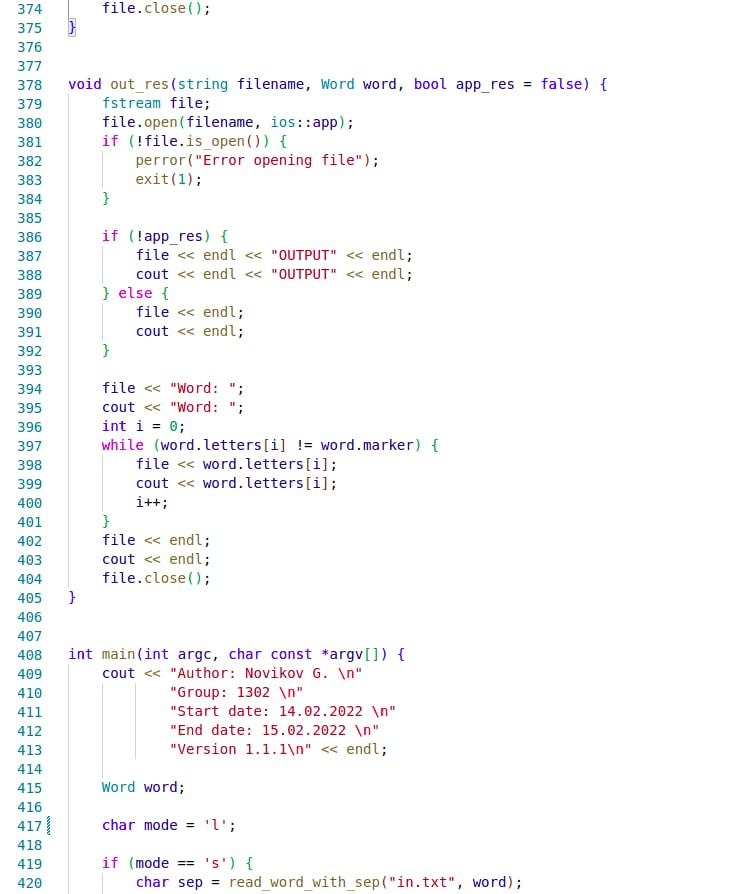 374     file.close();
375 }
376
377
378 void out_res(string filename, Word word, bool app_res = false) {
379     fstream file;
380     file.open(filename, ios::app);
381     if (!file.is_open()) {
382         perror("Error opening file");
383         exit(1);
384     }
385
386     if (!app_res) {
387         file << endl << "OUTPUT" << endl;
388         cout << endl << "OUTPUT" << endl;
389     } else {
390         file << endl;
391         cout << endl;
392     }
393
394     file << "Word: ";
395     cout << "Word: ";
396     int i = 0;
397     while (word.letters[i] != word.marker) {
398         file << word.letters[i];
399         cout << word.letters[i];
400         i++;
401     }
402     file << endl;
403     cout << endl;
404     file.close();
405 }
406
407
408 int main(int argc, char const *argv[]) {
409     cout << "Author: Novikov G. \n"
410             "Group: 1302 \n"
411             "Start date: 14.02.2022 \n"
412             "End date: 15.02.2022 \n"
413             "Version 1.1.1\n" << endl;
414
415     Word word;
416
417     char mode = 'l';
418
419     if (mode == 's') {
420         char sep = read_word_with_sep("in.txt", word);